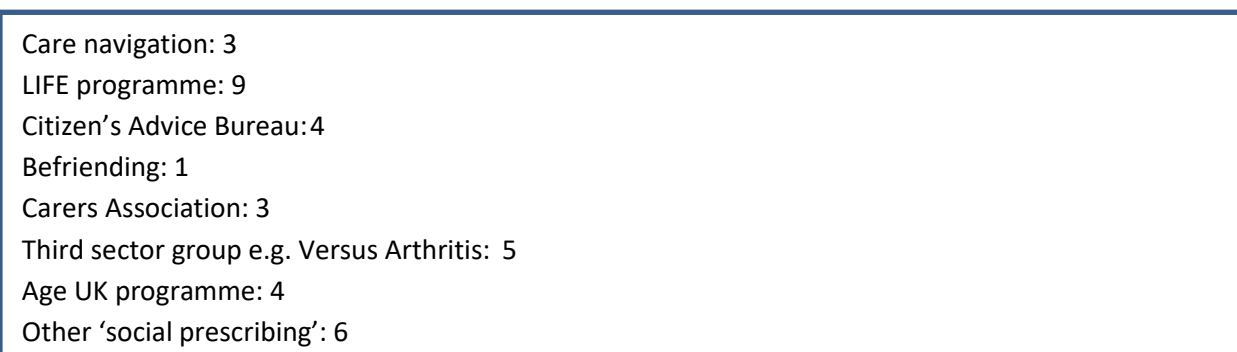 Care navigation: 3
LIFE programme: 9
Citizen’s Advice Bureau: 4
Befriending: 1
Carers Association: 3
Third sector group e.g. Versus Arthritis:  5
Age UK programme: 4
Other ‘social prescribing’: 6